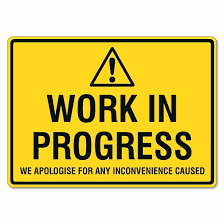 WORK IN
PROGRESS
WE APOLOGISE FOR ANY INCONVENIENCE CAUSED